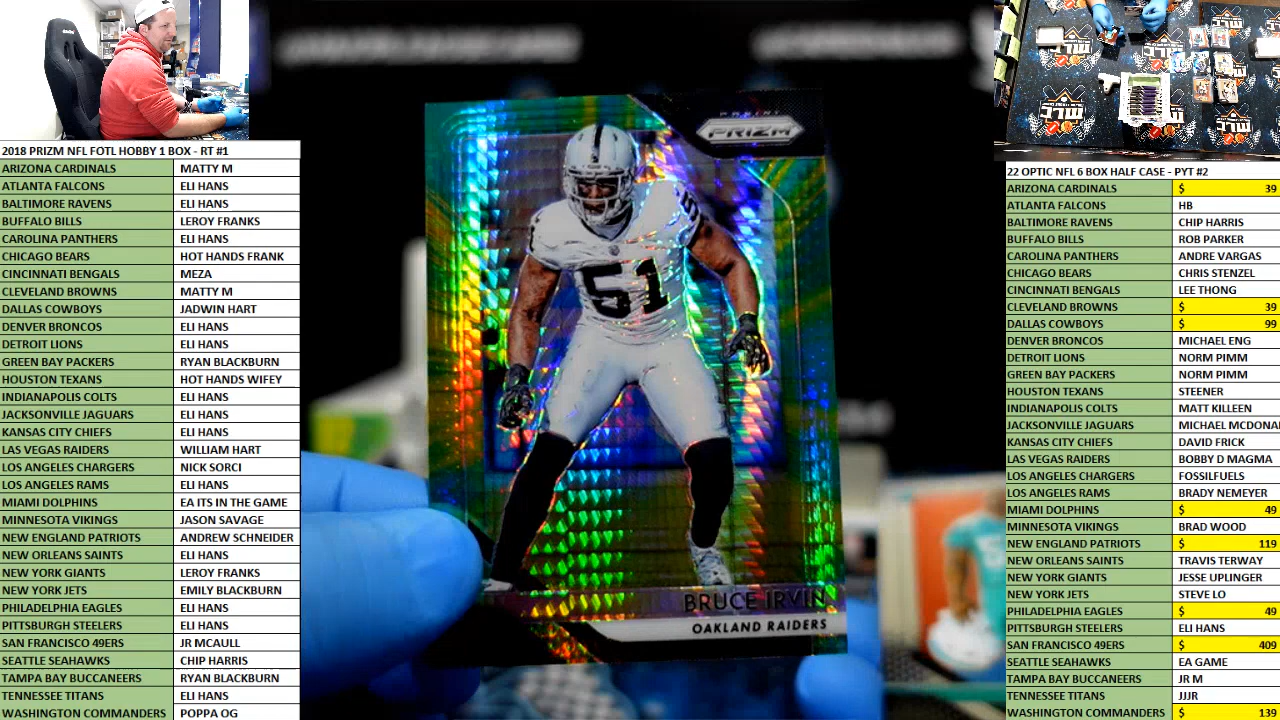 2018 PRIZM NFL FOTL HOBBY 1 BOX - RT #1
ARIZONA CARDINALS MATTY M
ATLANTA FALCONS ELI HANS
BALTIMORE RAVENS ELI HANS
BUFFALO BILLS LEROY FRANKS
CAROLINA PANTHERS ELI HANS
CHICAGO BEARS HOT HANDS FRANK
CINCINNATI BENGALS MEZA
CLEVELAND BROWNS MATTY M
DALLAS COWBOYS JADWIN HART
DENVER BRONCOS ELI HANS
DETROIT LIONS ELI HANS
GREEN BAY PACKERS RYAN BLACKBURN
HOUSTON TEXANS HOT HANDS WIFEY
INDIANAPOLIS COLTS ELI HANS
JACKSONVILLE JAGUARS ELI HANS
KANSAS CITY CHIEFS ELI HANS
LAS VEGAS RAIDERS WILLIAM HART
LOS ANGELES CHARGERS NICK SORCI
LOS ANGELES RAMS ELI HANS
MIAMI DOLPHINS EA ITS IN THE GAME
MINNESOTA VIKINGS JASON SAVAGE
NEW ENGLAND PATRIOTS ANDREW SCHNEIDER
NEW ORLEANS SAINTS ELI HANS
NEW YORK GIANTS LEROY FRANKS
NEW YORK JETS EMILY BLACKBURN
PHILADELPHIA EAGLES ELI HANS
PITTSBURGH STEELERS ELI HANS
SAN FRANCISCO 49ERS JR MCAULL
SEATTLE SEAHAWKS CHIP HARRIS
TAMPA BAY BUCCANEERS RYAN BLACKBURN
TENNESSEE TITANS ELI HANS
WASHINGTON COMMANDERS POPPA OG
PANINI
PRIZM
51
BRUCE IRVIN
OAKLAND RAIDERS
22 OPTIC NFL 6 BOX HALF CASE - PYT #2
ARIZONA CARDINALS $ 39
ATLANTA FALCONS HB
BALTIMORE RAVENS CHIP HARRIS
BUFFALO BILLS ROB PARKER
CAROLINA PANTHERS ANDRE VARGAS
CHICAGO BEARS CHRIS STENZEL
CINCINNATI BENGALS LEE THONG
CLEVELAND BROWNS $ 39
DALLAS COWBOYS $ 99
DENVER BRONCOS MICHAEL ENG
DETROIT LIONS NORM PIMM
GREEN BAY PACKERS NORM PIMM
HOUSTON TEXANS STEENER
INDIANAPOLIS COLTS MATT KILLEEN
JACKSONVILLE JAGUARS MICHAEL MCDONA
KANSAS CITY CHIEFS DAVID FRICK
LAS VEGAS RAIDERS BOBBY D MAGMA
LOS ANGELES CHARGERS FOSSILFUELS
LOS ANGELES RAMS BRADY NEMEYER
MIAMI DOLPHINS $ 49
MINNESOTA VIKINGS BRAD WOOD
NEW ENGLAND PATRIOTS $ 119
NEW ORLEANS SAINTS TRAVIS TERWAY
NEW YORK GIANTS JESSE UPLINGER
NEW YORK JETS STEVE LO
PHILADELPHIA EAGLES $ 49
PITTSBURGH STEELERS ELI HANS
SAN FRANCISCO 49ERS $ 409
SEATTLE SEAHAWKS EA GAME
TAMPA BAY BUCCANEERS JR M
TENNESSEE TITANS JJJR
WASHINGTON COMMANDERS $ 139